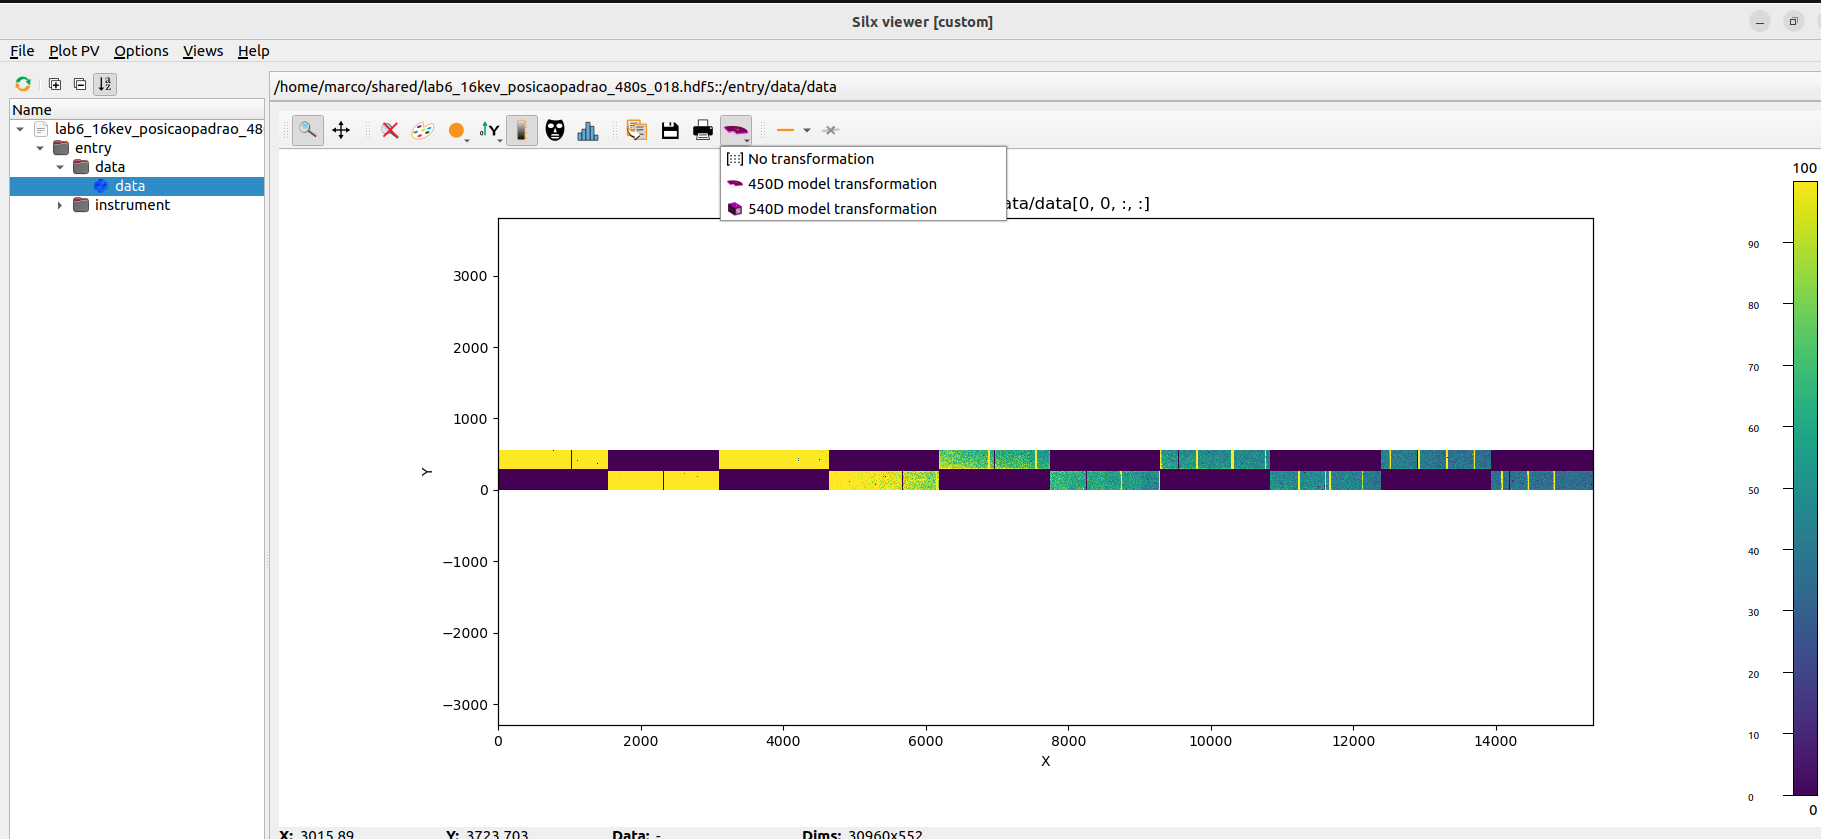 Silx viewer [custom]
File Plot PV Options Views Help
/home/marco/shared/lab6_16kev_posicaopadrao_480s_018.hdf5::/entry/data/data
Name
lab6_16kev_posicaopadrao_48
entry
data
data
instrument
Y
No transformation
450D model transformation
540D model transformation
ata/data[0, 0, :, :]
3000
2000
1000
0
−1000
−2000
−3000
Y
0 2000 4000 6000 8000 10000 12000 14000
X
100
90
80
70
60
50
40
30
20
10
0
0
X: 3015.89 Y: 3723.703 Data: - Dims: 30960x552